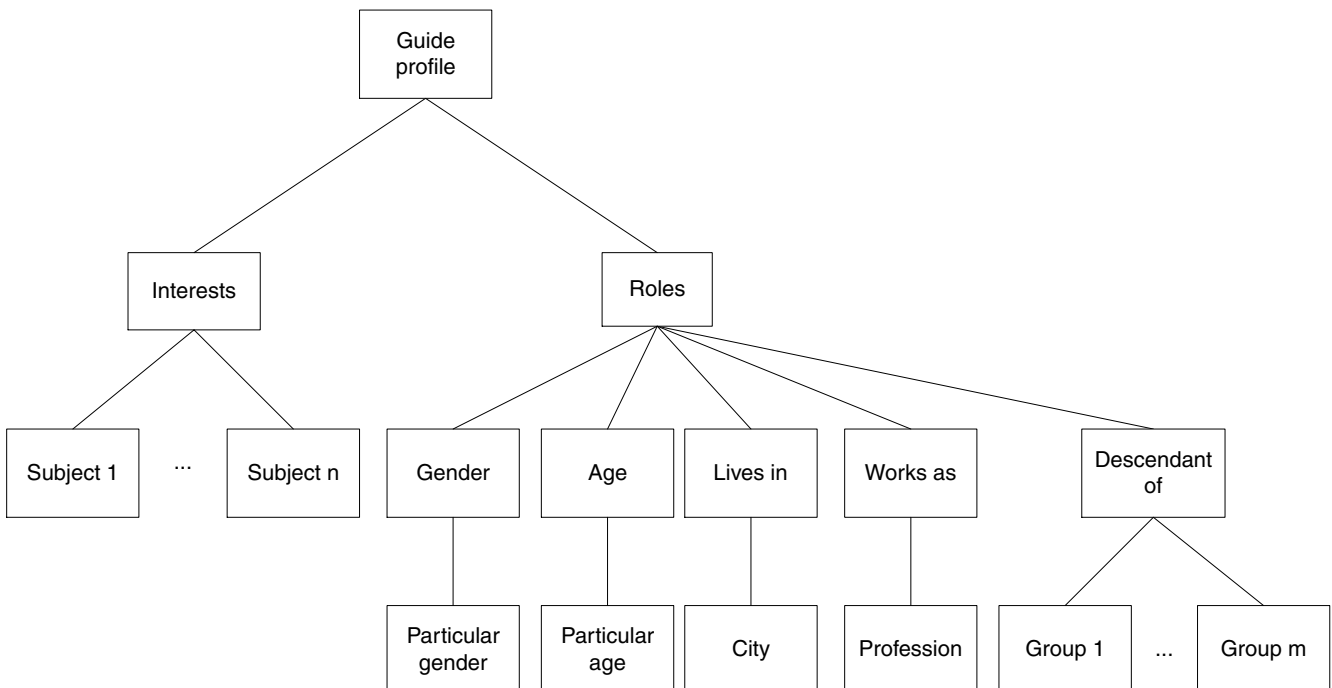 Guide
profile
Interests
Roles
Subject 1
...
Subject n
Gender
Age
Lives in
Works as
Descendant
of
Particular
gender
Particular
age
City
Profession
Group 1
...
Group m